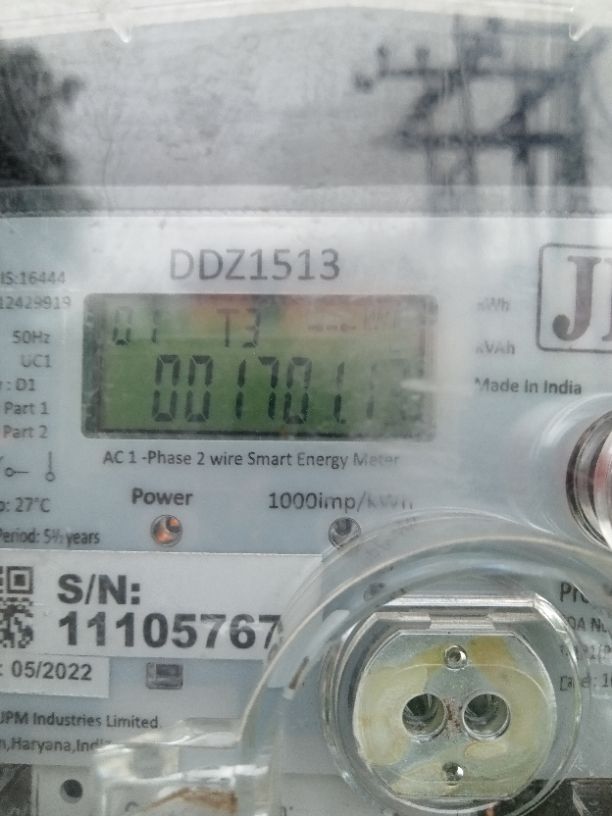 DDZ1513
IS:16444
12429919
50Hz
UC1
: D1
Part 1
Part 2
01 T3
kWh
kVAh
Made in India
AC 1 -Phase 2 wire Smart Energy Meter
: 27°C
Power
1000imp/kWh
Period: 5½ years
S/N:
11105767
: 05/2022
JPM Industries Limited.
Haryana, India